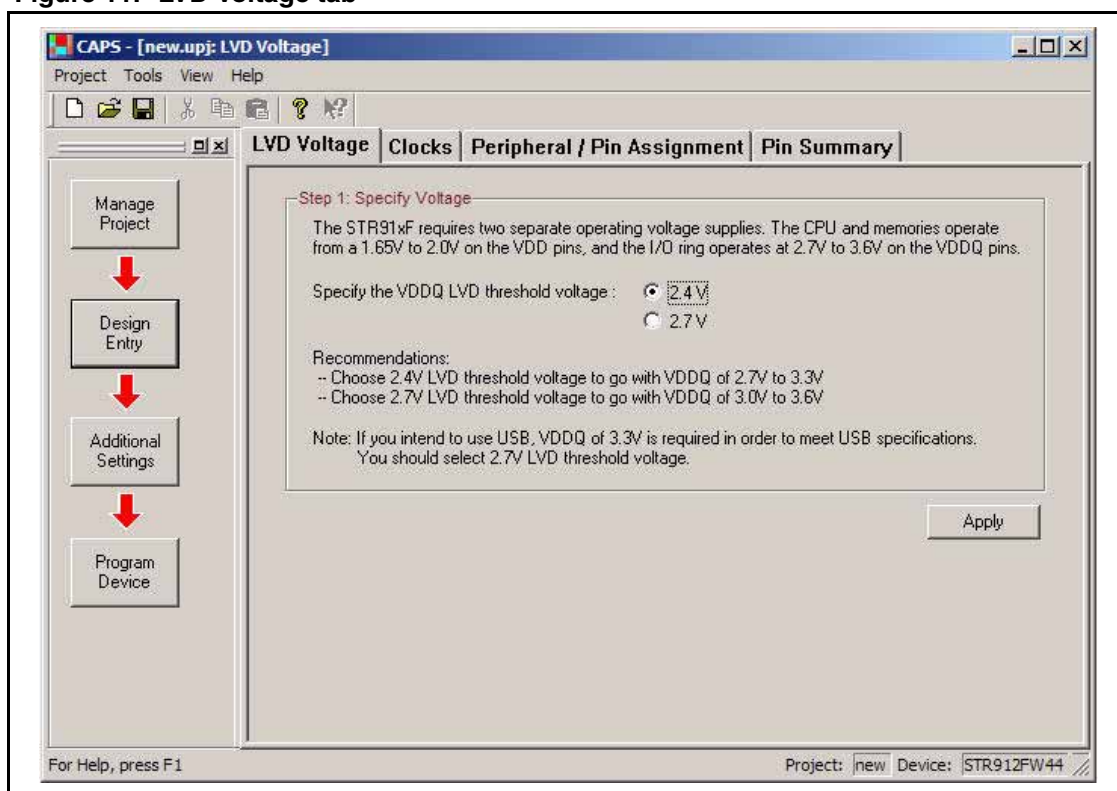 Figure 11. LVD Voltage tab
CAPS - [new.upj: LVD Voltage]
Project Tools View Help
LVD Voltage Clocks Peripheral / Pin Assignment Pin Summary
Manage
Project
Design
Entry
Additional
Settings
Program
Device
Step 1: Specify Voltage
The STR91xF requires two separate operating voltage supplies. The CPU and memories operate
from a 1.65V to 2.0V on the VDD pins, and the I/O ring operates at 2.7V to 3.6V on the VDDQ pins.
Specify the VDDQ LVD threshold voltage : 2.4 V
2.7 V
Recommendations:
-- Choose 2.4V LVD threshold voltage to go with VDDQ of 2.7V to 3.3V
-- Choose 2.7V LVD threshold voltage to go with VDDQ of 3.0V to 3.6V
Note: If you intend to use USB, VDDQ of 3.3V is required in order to meet USB specifications.
You should select 2.7V LVD threshold voltage.
Apply
For Help, press F1
Project: new Device: STR912FW44